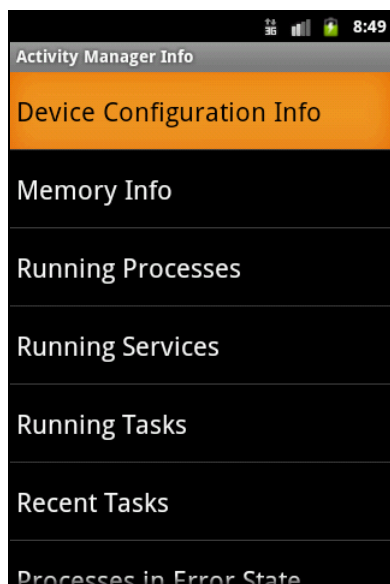 3G 8:49
Activity Manager Info
Device Configuration Info
Memory Info
Running Processes
Running Services
Running Tasks
Recent Tasks
Processes in Error State